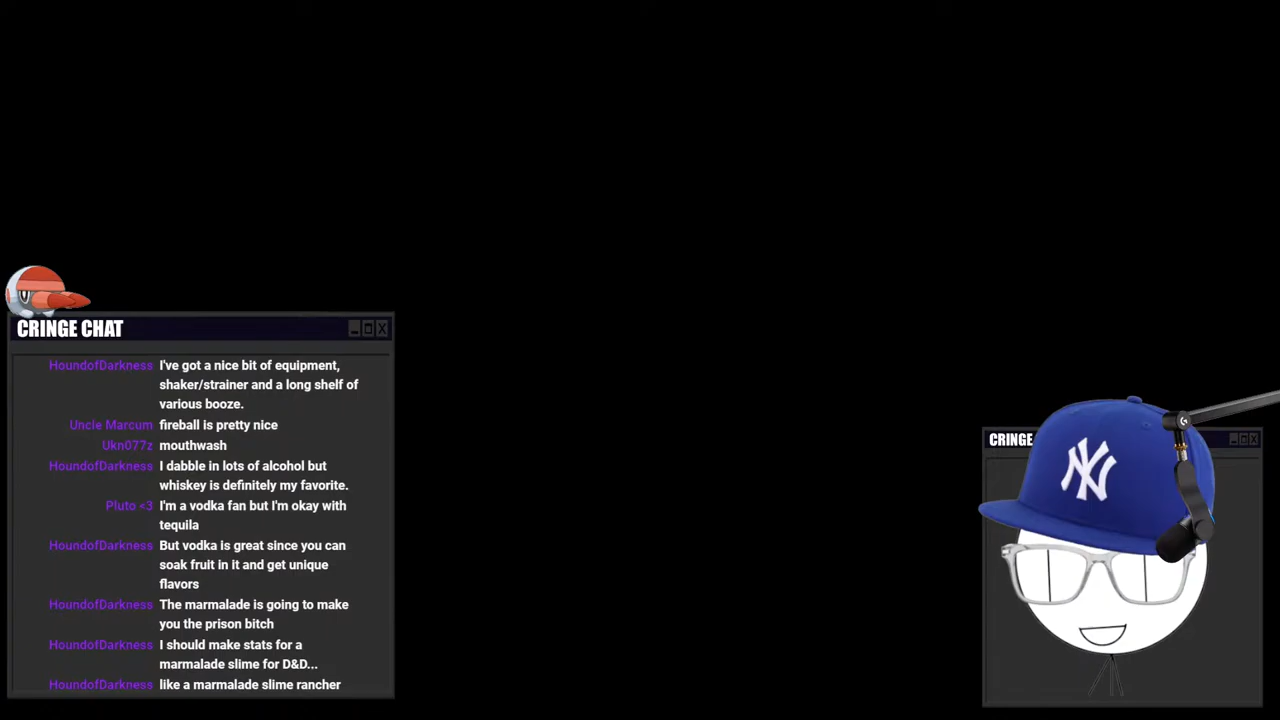 CRINGE CHAT
HoundofDarkness I've got a nice bit of equipment,
shaker/strainer and a long shelf of
various booze.
Uncle Marcum fireball is pretty nice
Ukn077z mouthwash
HoundofDarkness I dabble in lots of alcohol but
whiskey is definitely my favorite.
Pluto <3 I'm a vodka fan but I'm okay with
tequila
HoundofDarkness But vodka is great since you can
soak fruit in it and get unique
flavors
HoundofDarkness The marmalade is going to make
you the prison bitch
HoundofDarkness I should make stats for a
marmalade slime for D&D...
HoundofDarkness like a marmalade slime rancher
CRINGE
NY